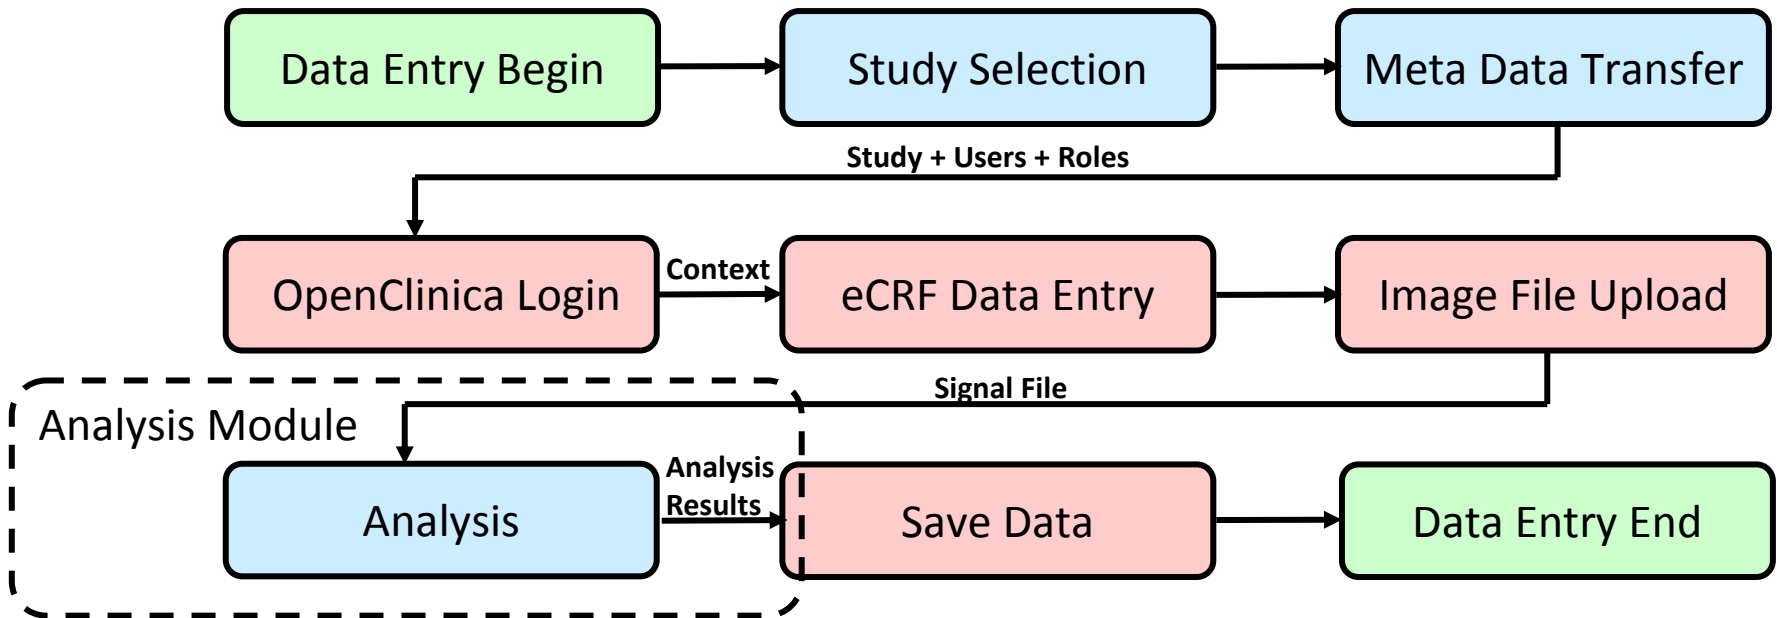 Data Entry Begin
Study Selection
Meta Data Transfer
Study + Users + Roles
OpenClinica Login
Context
eCRF Data Entry
Image File Upload
Signal File
Analysis Module
Analysis
Analysis
Results
Save Data
Data Entry End